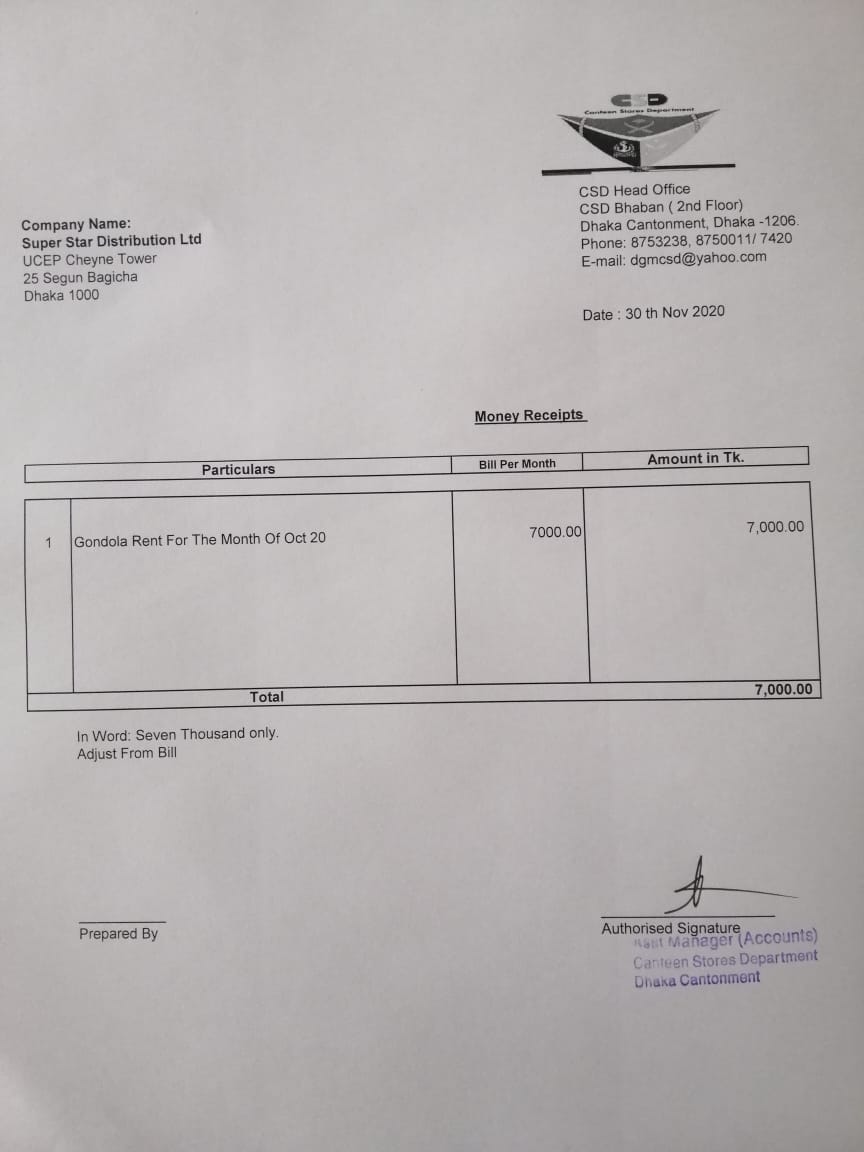 CSD
Canteen Stores Department
CSD Head Office
CSD Bhaban ( 2nd Floor)
Dhaka Cantonment, Dhaka -1206.
Phone: 8753238, 8750011/ 7420
E-mail: dgmcsd@yahoo.com
Company Name:
Super Star Distribution Ltd
UCEP Cheyne Tower
25 Segun Bagicha
Dhaka 1000
Date : 30 th Nov 2020
Money Receipts
Particulars Bill Per Month Amount in Tk.
1 Gondola Rent For The Month Of Oct 20 7000.00 7,000.00
Total 7,000.00
In Word: Seven Thousand only.
Adjust From Bill
Prepared By
Authorised Signature
Manager (Accounts)
Canteen Stores Department
Dhaka Cantonment